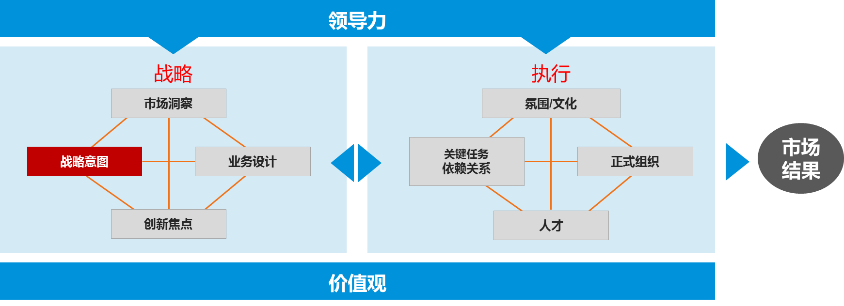 领导力
战略
市场洞察
战略意图
业务设计
创新焦点
执行
氛围/文化
关键任务
依赖关系
正式组织
人才
市场
结果
价值观